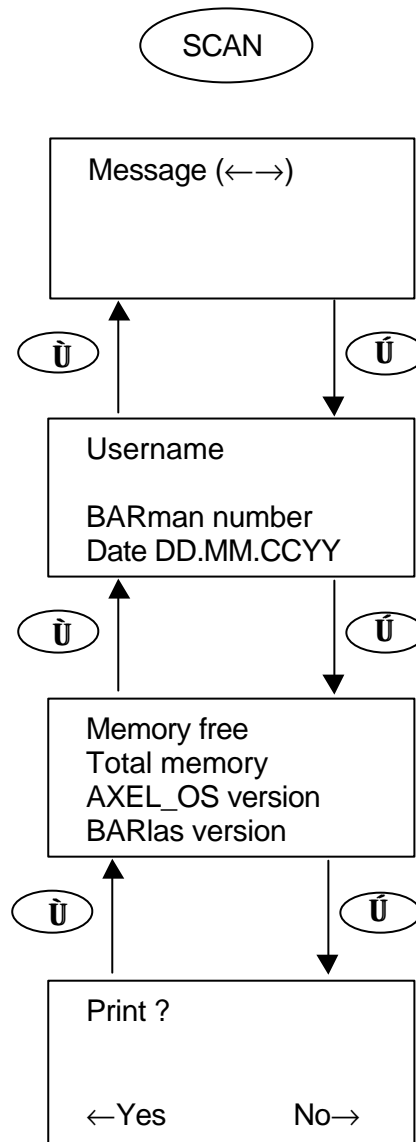 SCAN
Message (←→)
Ù Ú
Username
BARman number
Date DD.MM.CCYY
Ù Ú
Memory free
Total memory
AXEL_OS version
BARlas version
Ù Ú
Print ?
←Yes No→